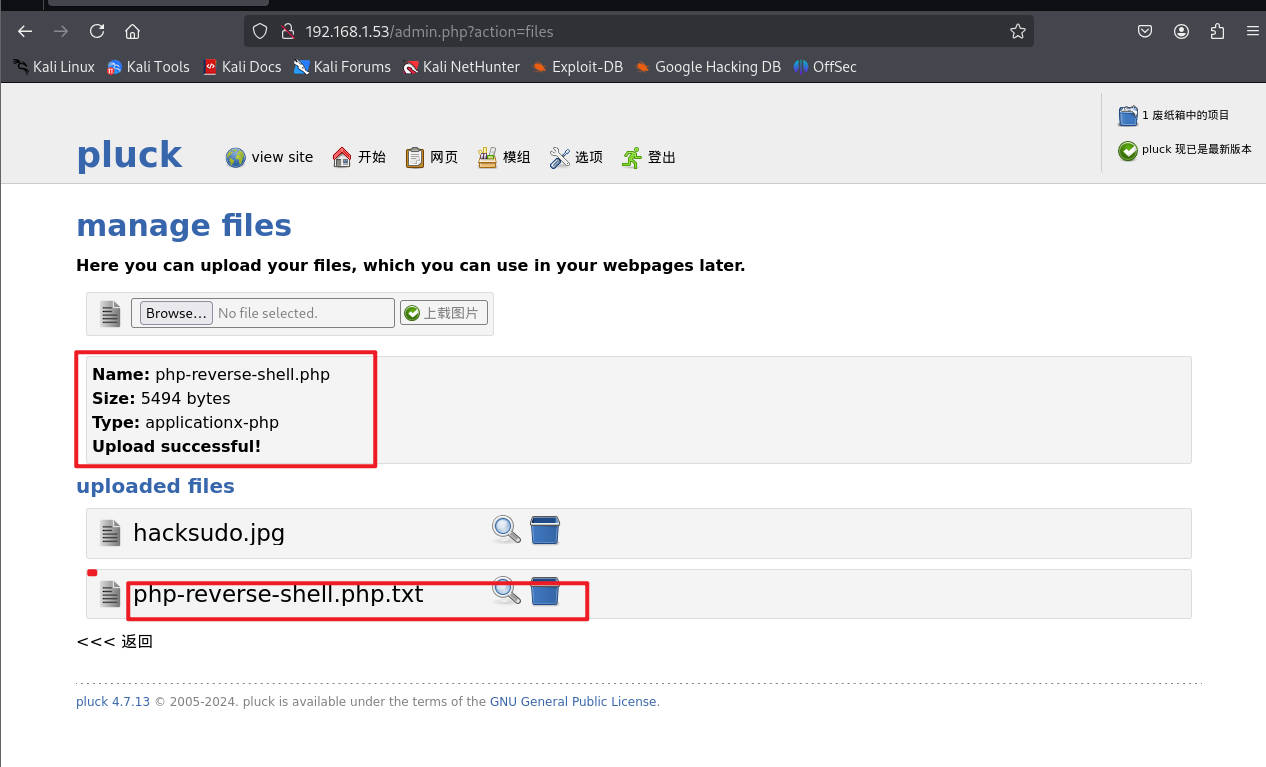 192.168.1.53/admin.php?action=files
Kali Linux Kali Tools Kali Docs Kali Forums Kali NetHunter Exploit-DB Google Hacking DB OffSec
1 废纸箱中的项目
pluck view site 开始 网页 模组 选项 登出
pluck 现已是最新版本
manage files
Here you can upload your files, which you can use in your webpages later.
Browse... No file selected. 上载图片
Name: php-reverse-shell.php
Size: 5494 bytes
Type: applicationx-php
Upload successful!
uploaded files
hacksudo.jpg
php-reverse-shell.php.txt
<<< 返回
pluck 4.7.13 © 2005-2024. pluck is available under the terms of the GNU General Public License.